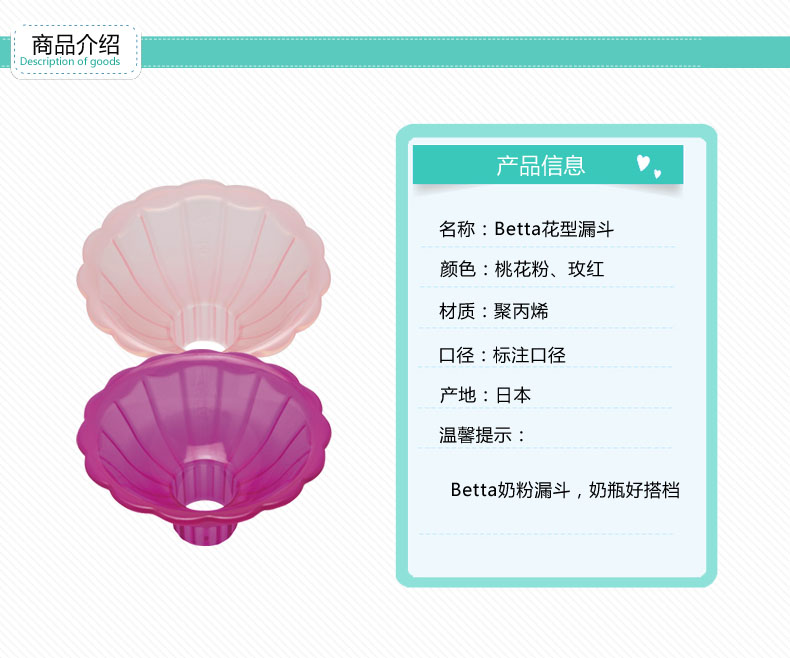 商品介绍
Description of goods
产品信息
名称：Betta花型漏斗
颜色：桃花粉、玫红
材质：聚丙烯
口径：标注口径
产地：日本
温馨提示：
Betta奶粉漏斗，奶瓶好搭档